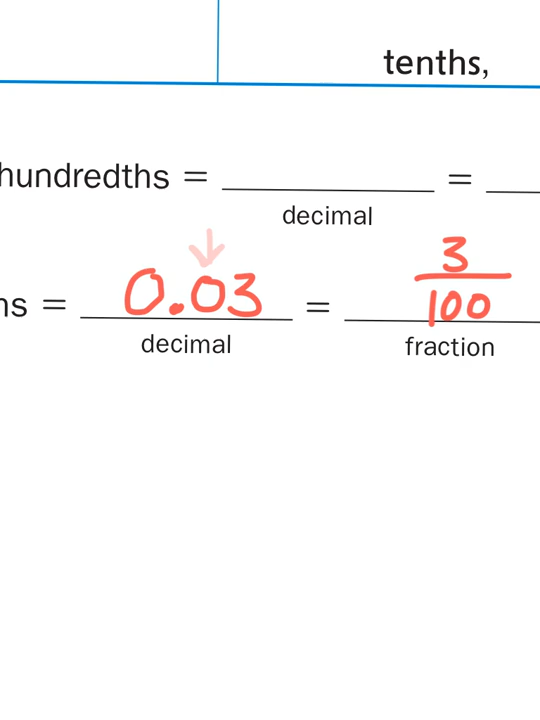 tenths,
hundredths = ____ = ____
decimal
ns = 0.03 = 3/100
decimal fraction